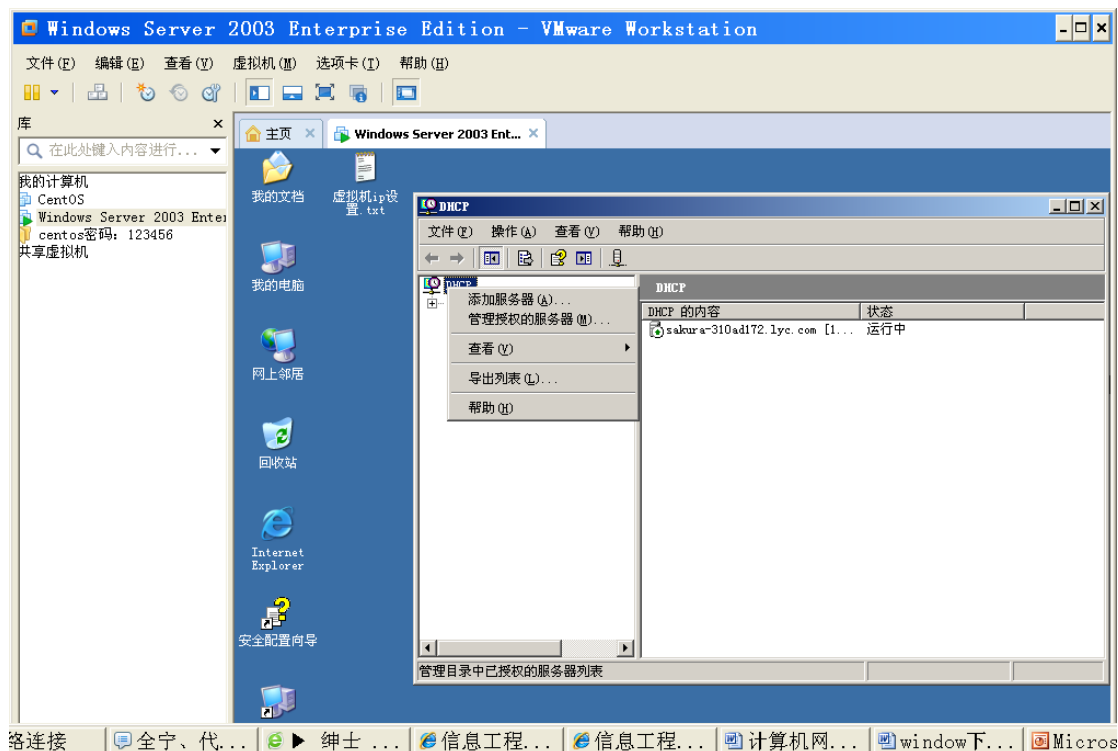 Windows Server 2003 Enterprise Edition - VMware Workstation
文件(F) 编辑(E) 查看(V) 虚拟机(M) 选项卡(T) 帮助(H)
库
在此处键入内容进行...
我的计算机
CentOS
Windows Server 2003 Enter
centos密码: 123456
共享虚拟机
主页
Windows Server 2003 Ent...
我的文档
虚拟机ip设置.txt
我的电脑
网上邻居
回收站
Internet Explorer
安全配置向导
DHCP
文件(F) 操作(A) 查看(V) 帮助(H)
DHCP
添加服务器(A)...
管理授权的服务器(M)...
查看(V)
导出列表(L)...
帮助(H)
DHCP
DHCP 的内容 状态
sakura-310ad172.lyc.com [1... 运行中
管理目录中已授权的服务器列表
络连接 全宁、代... 绅士 ... 信息工程... 信息工程... 计算机网... window下... Micro